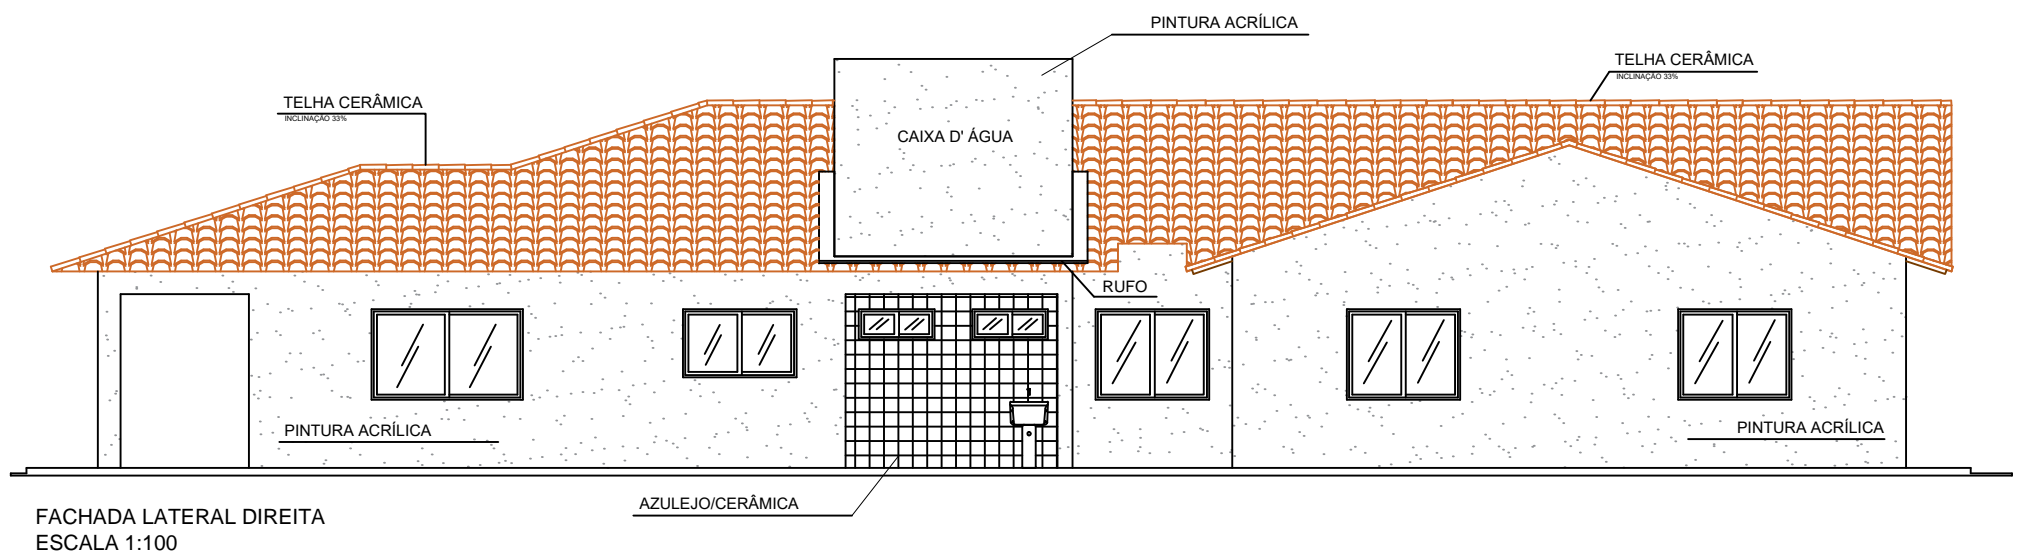 PINTURA ACRÍLICA
TELHA CERÂMICA
INCLINAÇÃO 33%
TELHA CERÂMICA
INCLINAÇÃO 33%
CAIXA D' ÁGUA
RUFO
PINTURA ACRÍLICA
PINTURA ACRÍLICA
AZULEJO/CERÂMICA
FACHADA LATERAL DIREITA
ESCALA 1:100